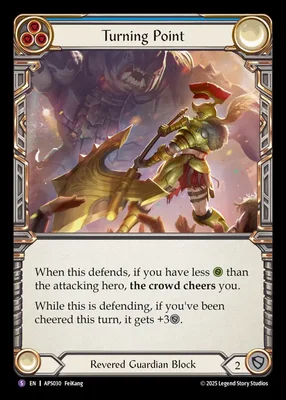 Turning Point
When this defends, if you have less than
the attacking hero, the crowd cheers you.
While this is defending, if you've been
cheered this turn, it gets +3.
Revered Guardian Block
2
S EN | APS030 FeiKang
© 2025 Legend Story Studios